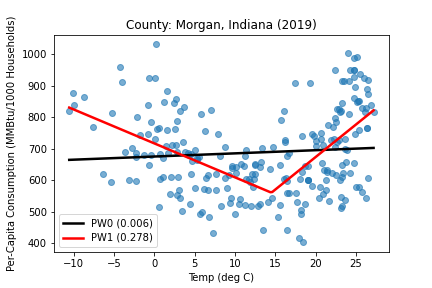 County: Morgan, Indiana (2019)
Per-Capita Consumption (MMBtu/1000 Households)
1000
900
800
700
600
500
400
PW0 (0.006)
PW1 (0.278)
−10 −5 0 5 10 15 20 25
Temp (deg C)